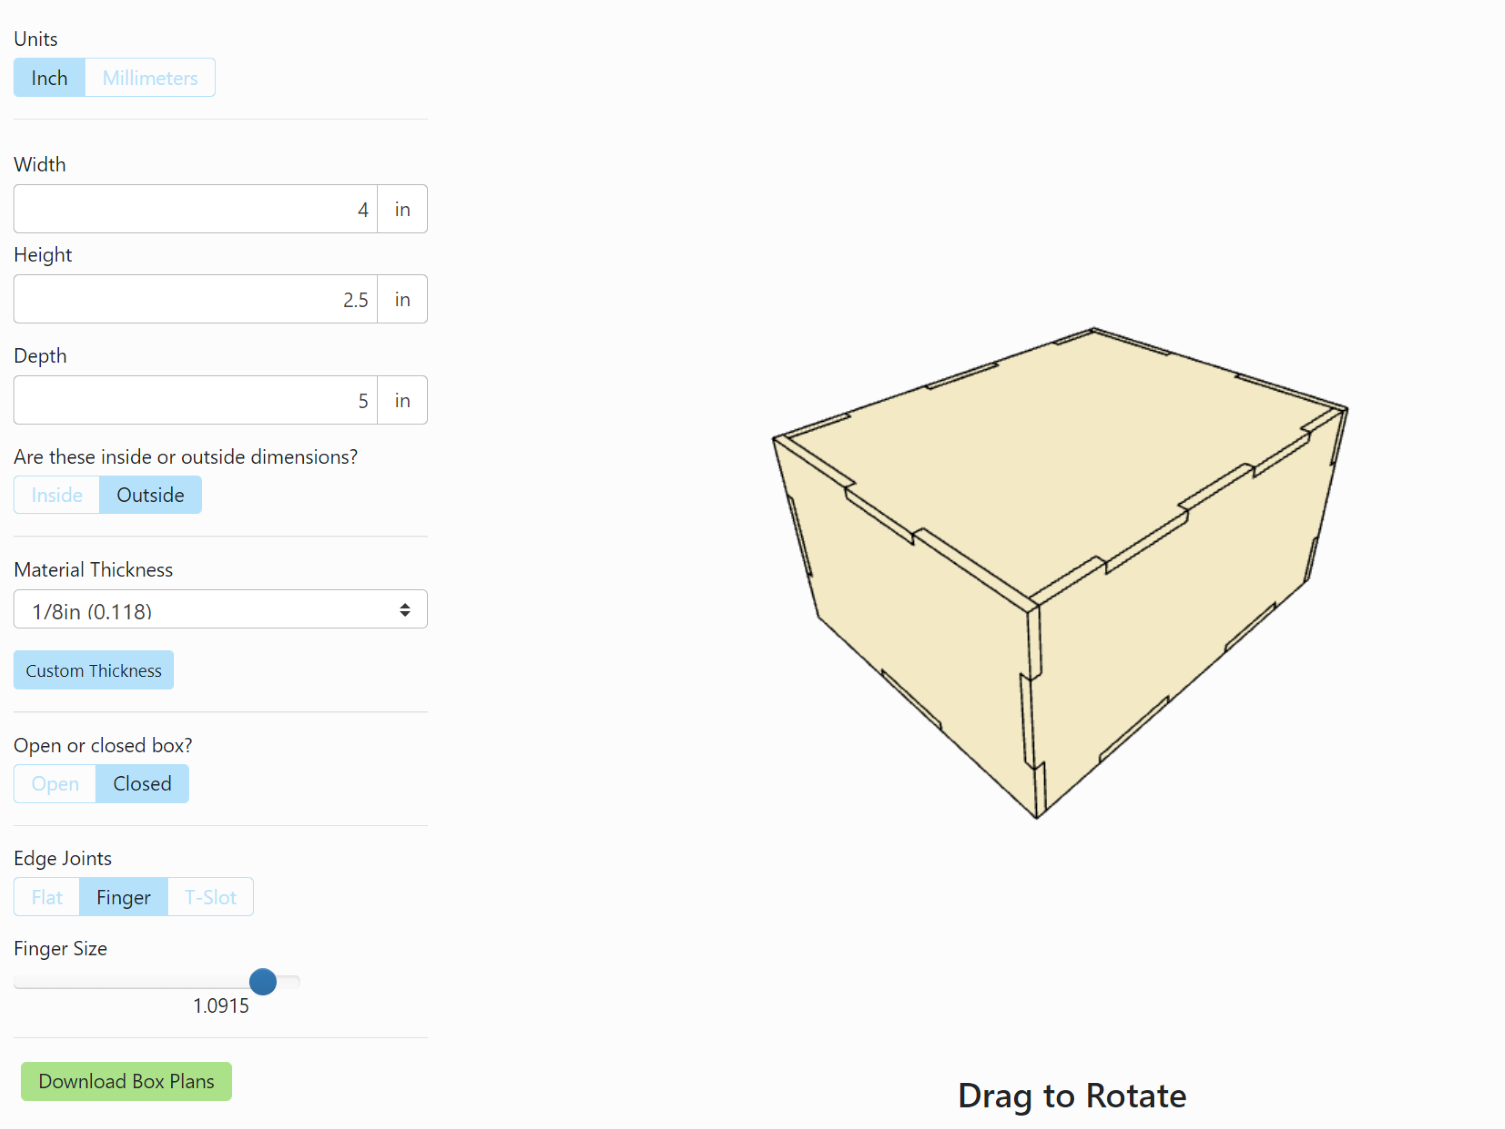 Units
Inch Millimeters
Width
4 in
Height
2.5 in
Depth
5 in
Are these inside or outside dimensions?
Inside Outside
Material Thickness
1/8in (0.118)
Custom Thickness
Open or closed box?
Open Closed
Edge Joints
Flat Finger T-Slot
Finger Size
1.0915
Download Box Plans
Drag to Rotate